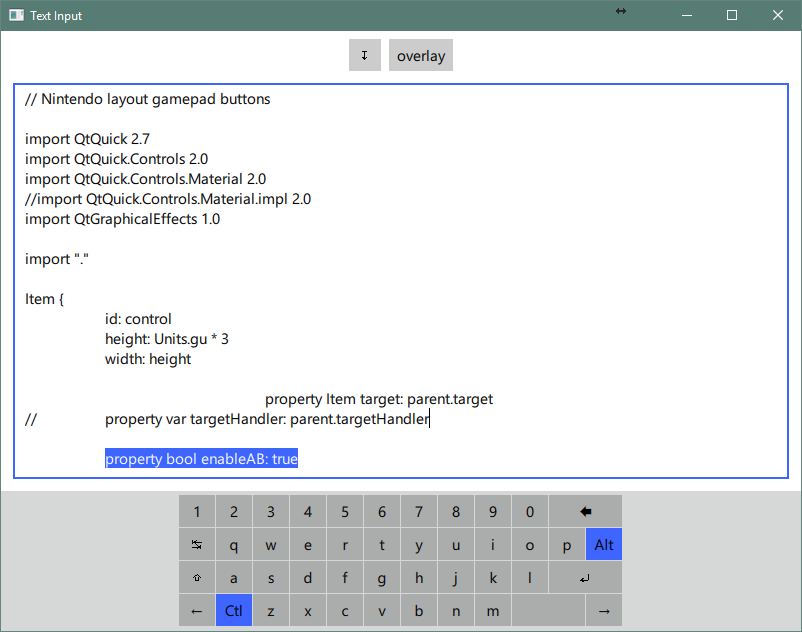 Text Input
↧ overlay
// Nintendo layout gamepad buttons
import QtQuick 2.7
import QtQuick.Controls 2.0
import QtQuick.Controls.Material 2.0
//import QtQuick.Controls.Material.impl 2.0
import QtGraphicalEffects 1.0
import "."
Item {
id: control
height: Units.gu * 3
width: height
property Item target: parent.target
// property var targetHandler: parent.targetHandler
property bool enableAB: true
1 2 3 4 5 6 7 8 9 0 🡄
↹ q w e r t y u i o p Alt
⇧ a s d f g h j k l ⏎
← Ctl z x c v b n m →